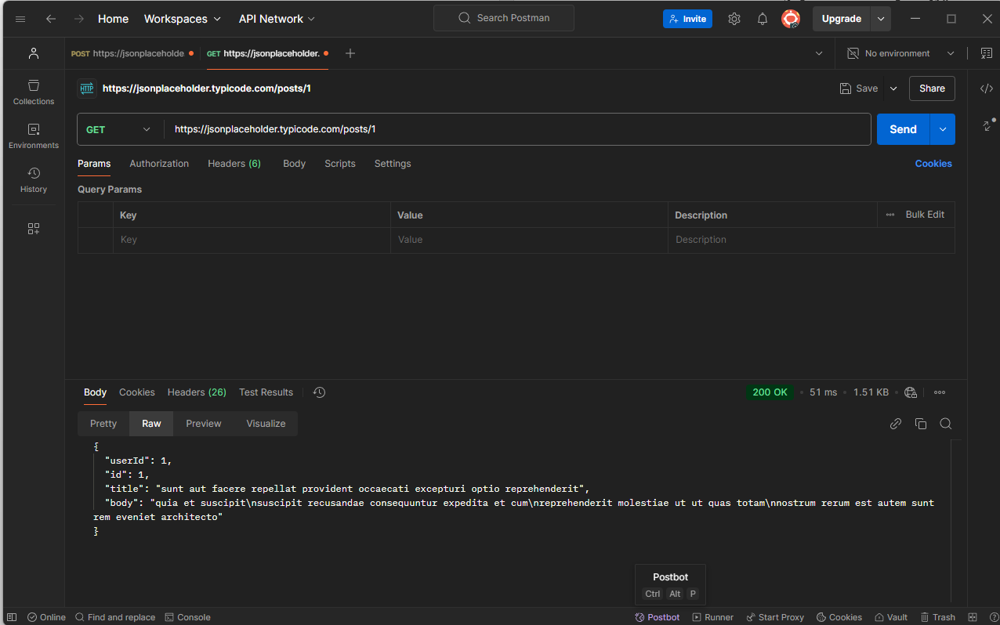 Home Workspaces API Network Search Postman Invite Upgrade
POST https://jsonplaceholde GET https://jsonplaceholder. No environment
Collections
Environments
History
HTTP https://jsonplaceholder.typicode.com/posts/1 Save Share
GET https://jsonplaceholder.typicode.com/posts/1 Send
Params Authorization Headers (6) Body Scripts Settings Cookies
Query Params
Key Value Description Bulk Edit
Key Value Description
Body Cookies Headers (26) Test Results 200 OK 51 ms 1.51 KB
Pretty Raw Preview Visualize
{
"userId": 1,
"id": 1,
"title": "sunt aut facere repellat provident occaecati excepturi optio reprehenderit",
"body": "quia et suscipit\nsuscipit recusandae consequuntur expedita et cum\nreprehenderit molestiae ut ut quas totam\nnostrum rerum est autem sunt
rem eveniet architecto"
}
Postbot
Ctrl Alt P
Online Find and replace Console Postbot Runner Start Proxy Cookies Vault Trash